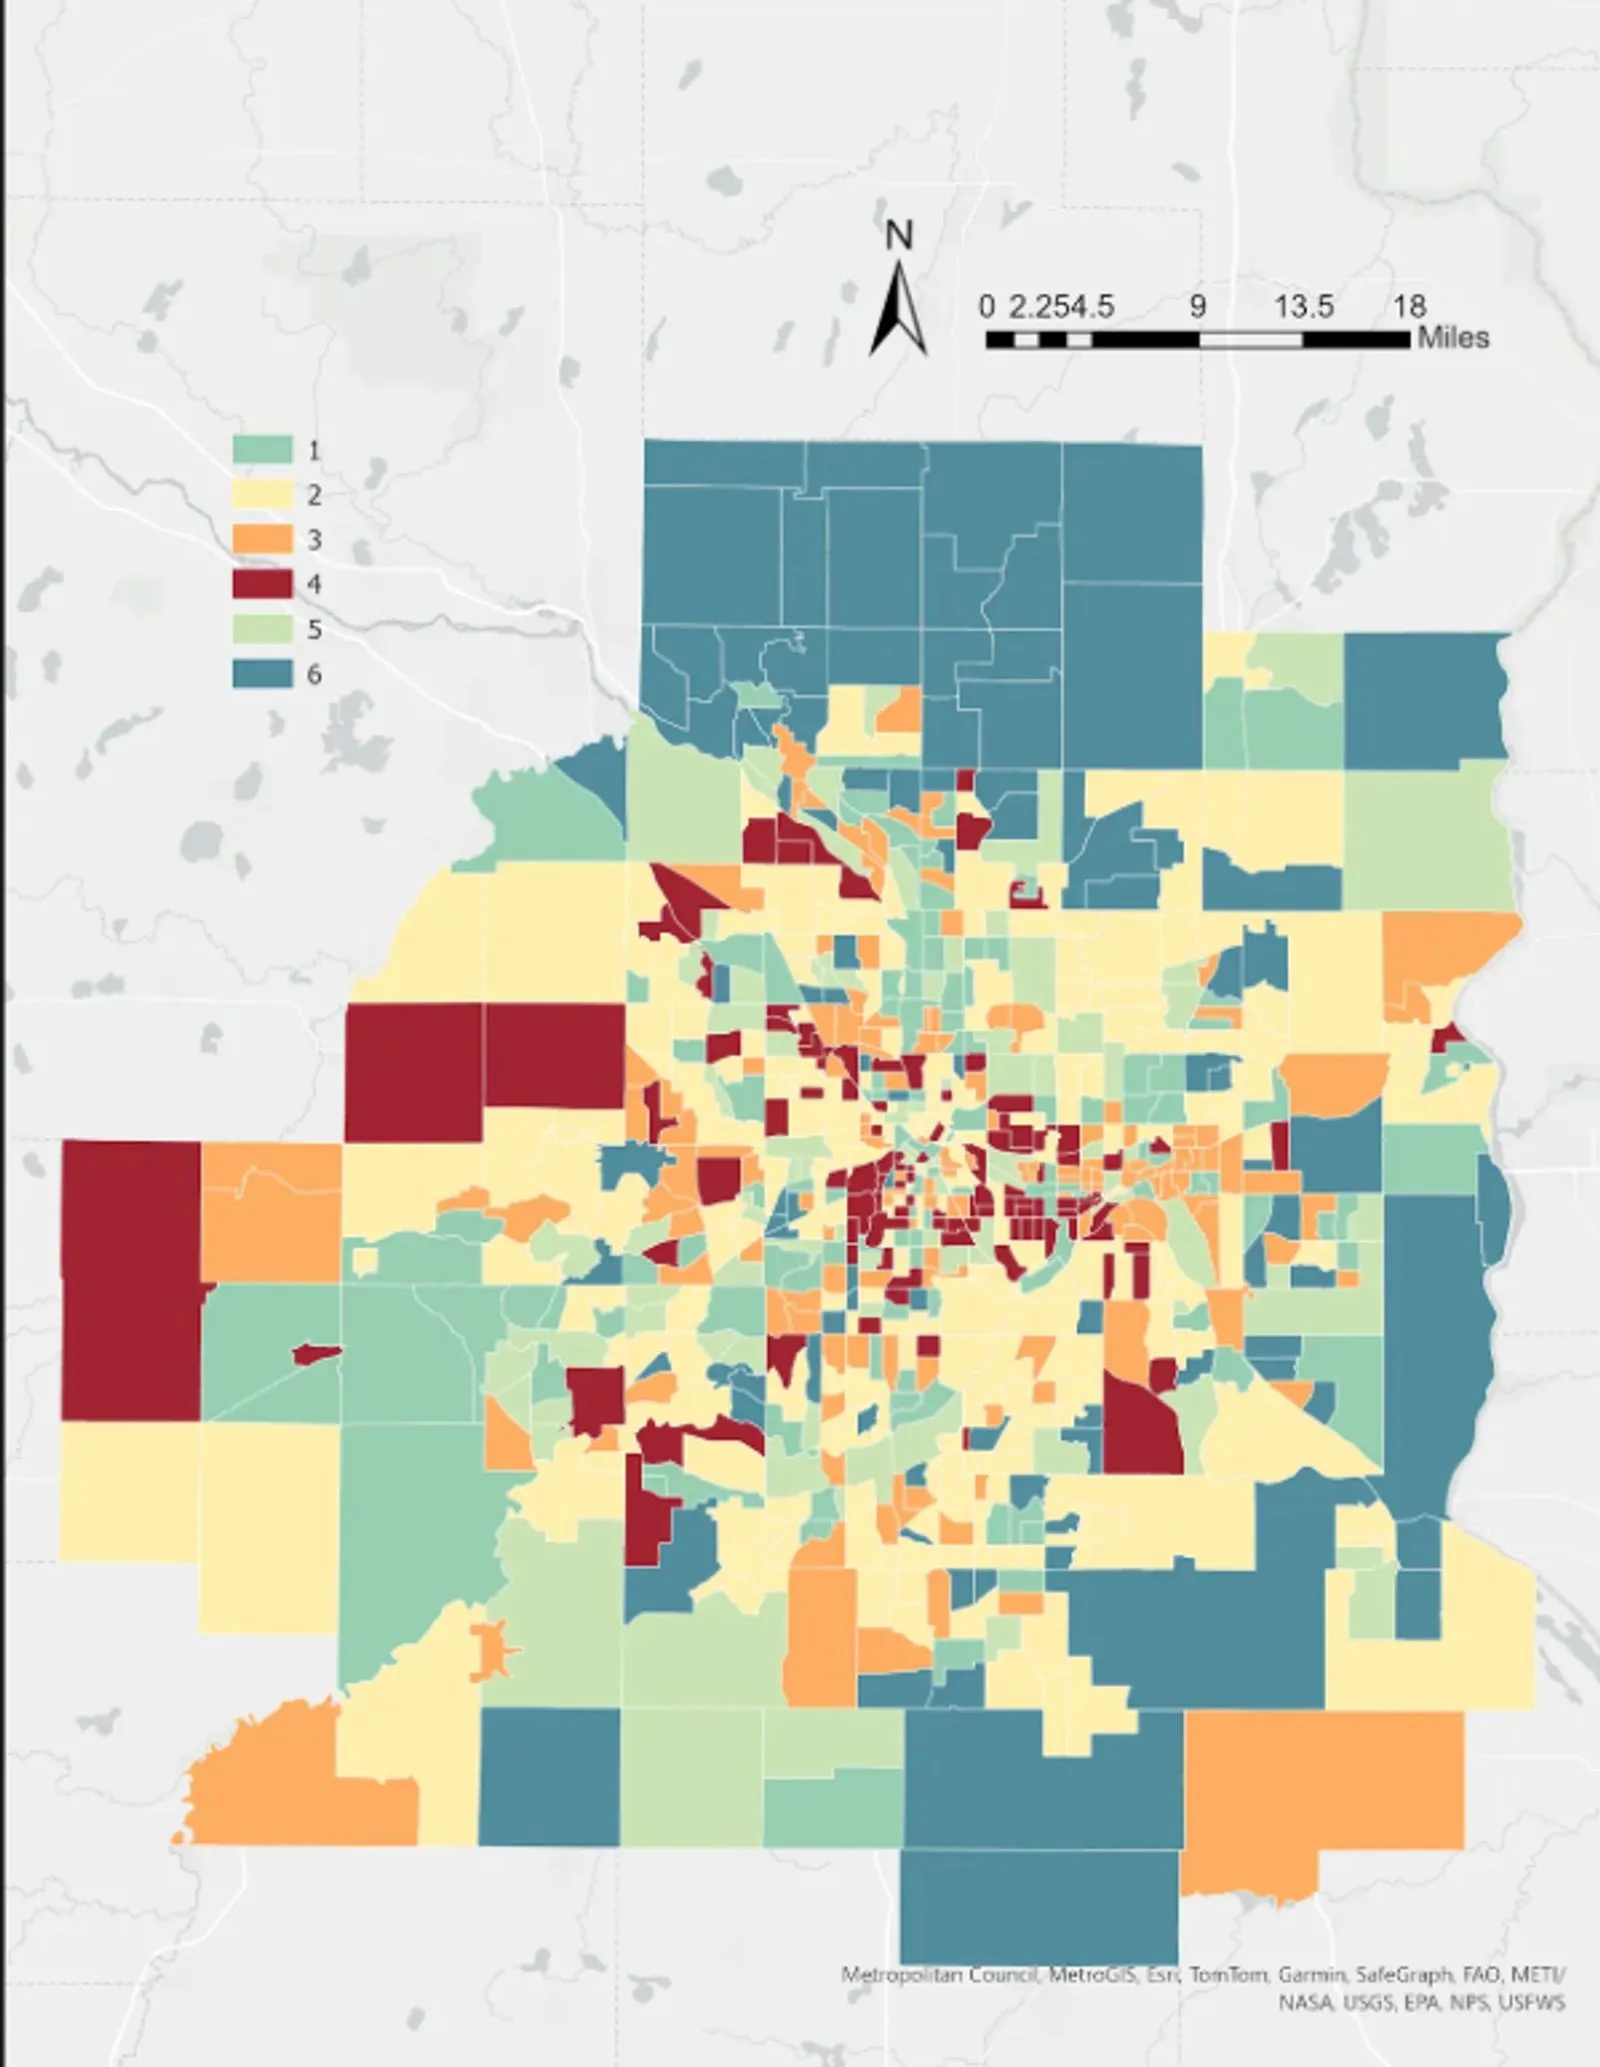 N
0 2.254.5 9 13.5 18
Miles
1
2
3
4
5
6
Metropolitan Council, MetroGIS, Esri, TomTom, Garmin, SafeGraph, FAO, METI/
NASA, USGS, EPA, NPS, USFWS